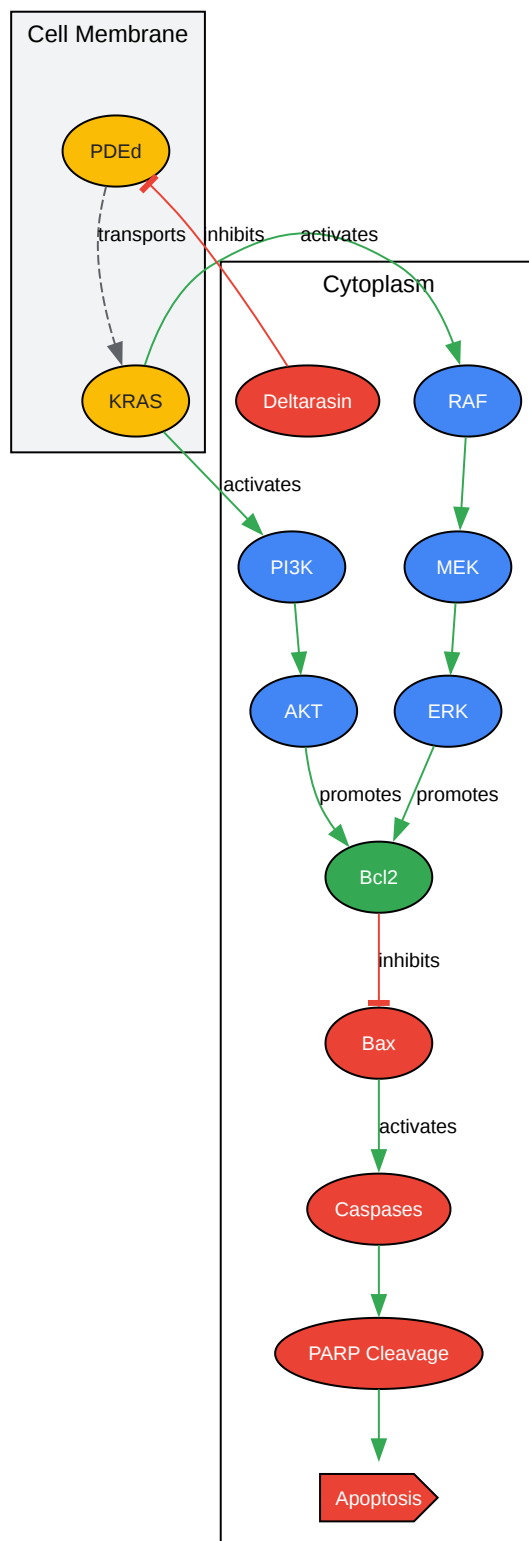 Cell Membrane
PDEd
transports
inhibits
activates
Cytoplasm
KRAS
Deltarasin
RAF
activates
PI3K
MEK
AKT
ERK
promotes
promotes
Bcl2
inhibits
Bax
activates
Caspases
PARP Cleavage
Apoptosis